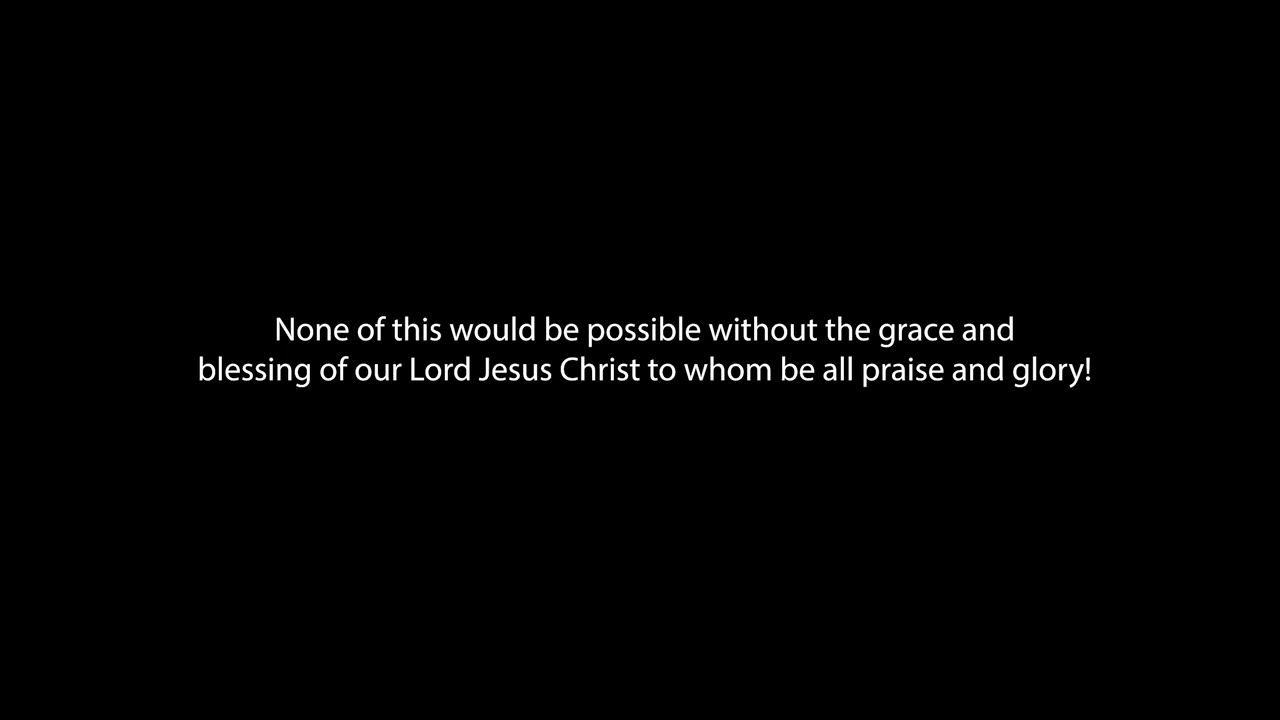 None of this would be possible without the grace and
blessing of our Lord Jesus Christ to whom be all praise and glory!